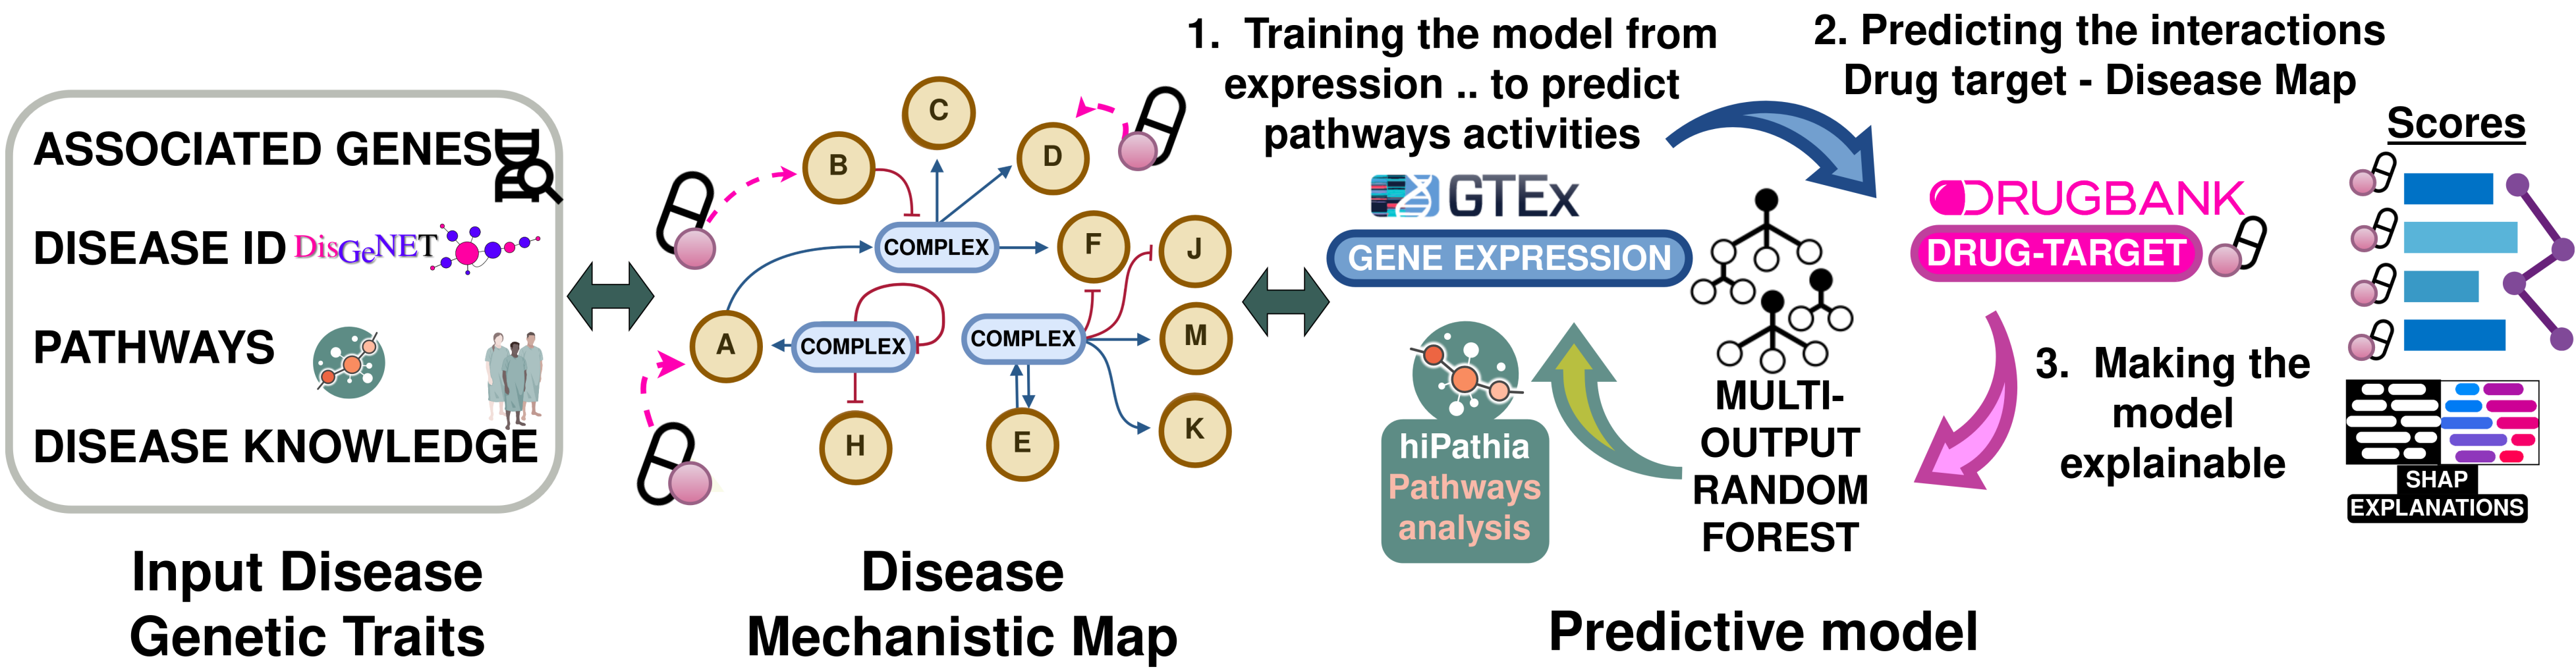 ASSOCIATED GENES
DISEASE ID DisGeNET
PATHWAYS
DISEASE KNOWLEDGE
Input Disease
Genetic Traits
C
B
D
COMPLEX
F
J
A
COMPLEX
COMPLEX
M
H
E
K
Disease
Mechanistic Map
1. Training the model from
expression .. to predict
pathways activities
GTEx
GENE EXPRESSION
hiPathia
Pathways
analysis
MULTI-
OUTPUT
RANDOM
FOREST
2. Predicting the interactions
Drug target - Disease Map
DRUGBANK
DRUG-TARGET
3. Making the
model
explainable
Scores
SHAP
EXPLANATIONS
Predictive model